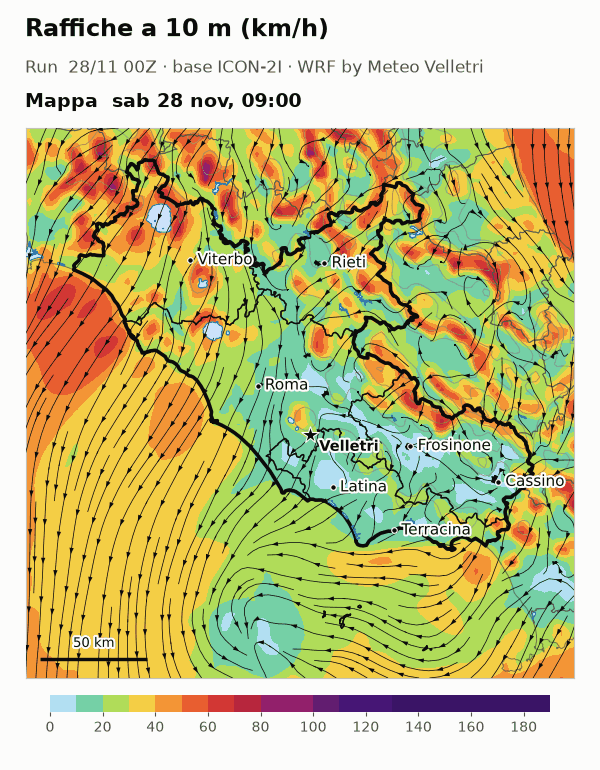 Raffiche a 10 m (km/h)
Run  28/11 00Z · base ICON-2I · WRF by Meteo Velletri
Mappa  sab 28 nov, 09:00
Viterbo
Rieti
Roma
Velletri
Frosinone
Latina
Cassino
Terracina
50 km
0 20 40 60 80 100 120 140 160 180